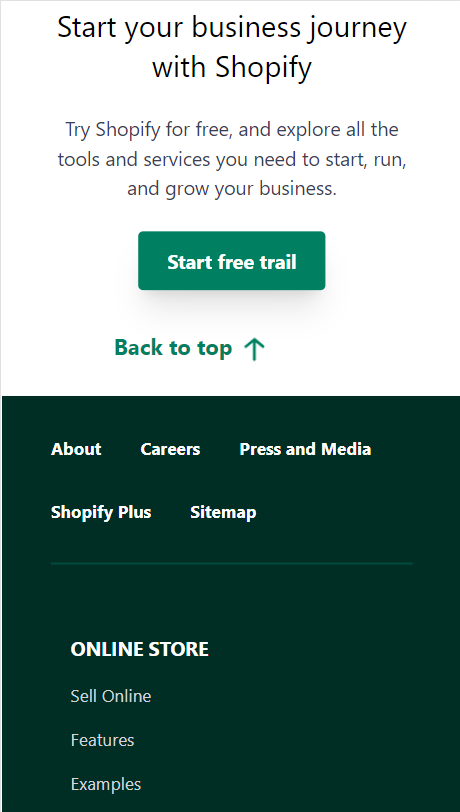 Start your business journey
with Shopify
Try Shopify for free, and explore all the
tools and services you need to start, run,
and grow your business.
Start free trail
Back to top ↑
About Careers Press and Media
Shopify Plus Sitemap
ONLINE STORE
Sell Online
Features
Examples